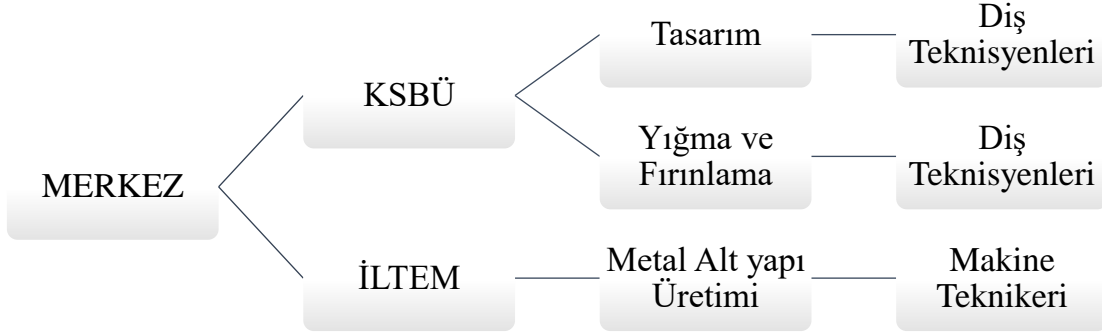 MERKEZ
KSBÜ
Tasarım
Diş
Teknisyenleri
Yığma ve
Fırınlama
Diş
Teknisyenleri
İLTEM
Metal Alt yapı
Üretimi
Makine
Teknikeri